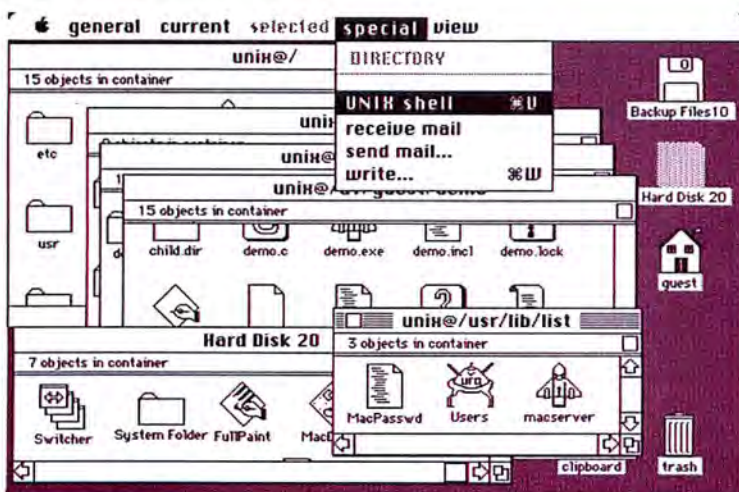 general current selected special view
unix@/
15 objects in container
etc
usr
DIRECTORY
UNIX shell ⌘U
receive mail
send mail...
write... ⌘W
15 objects in container
child.dir demo.c demo.exe demo.incl demo.lock
Hard Disk 20
7 objects in container
Switcher System Folder FullPaint
unix@/usr/lib/list
3 objects in container
MacPasswd Users macserver
ufo
0
Backup Files10
Hard Disk 20
guest
clipboard
trash